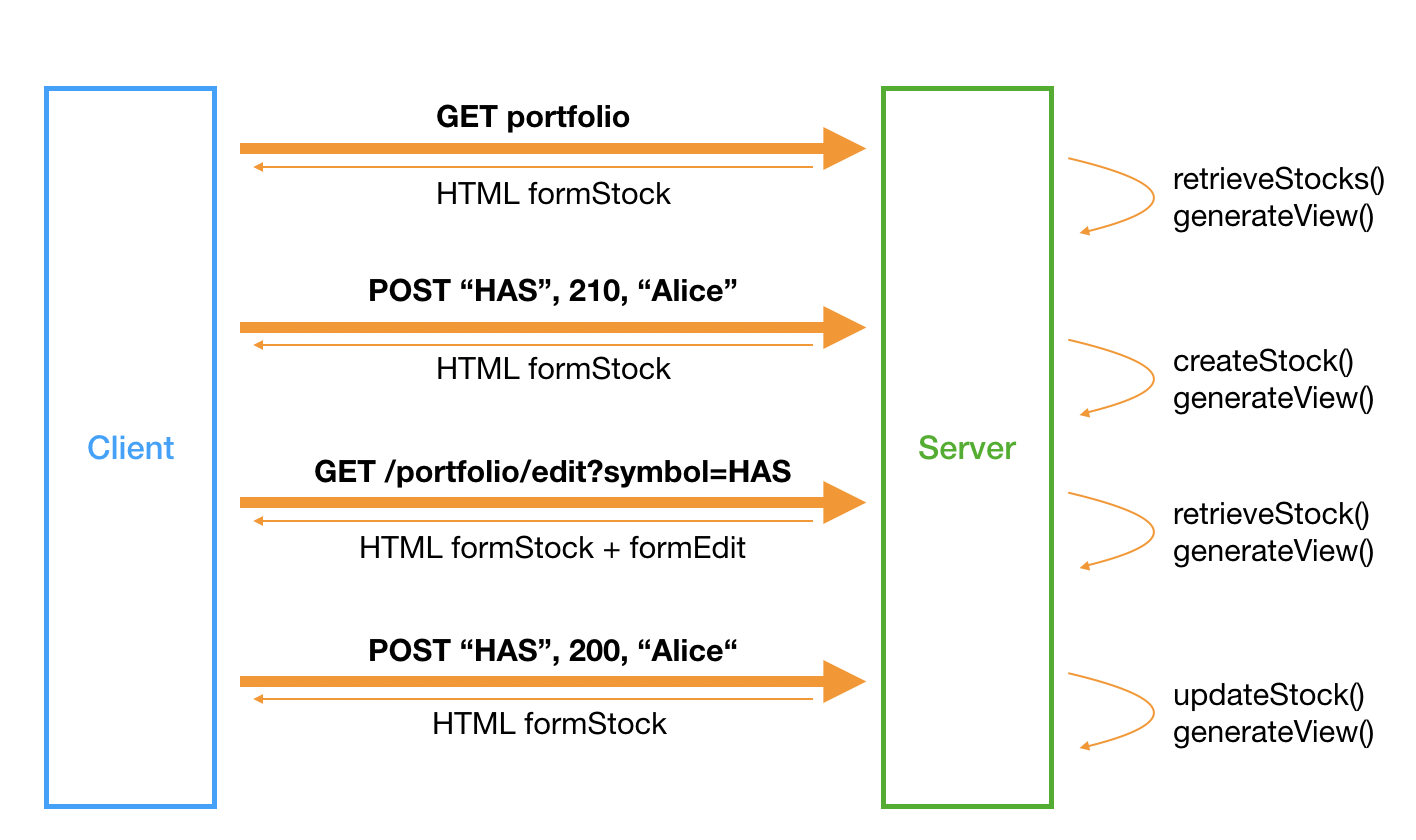 GET portfolio
HTML formStock
retrieveStocks()
generateView()
POST “HAS”, 210, “Alice”
HTML formStock
createStock()
generateView()
Client
Server
GET /portfolio/edit?symbol=HAS
HTML formStock + formEdit
retrieveStock()
generateView()
POST “HAS”, 200, “Alice“
HTML formStock
updateStock()
generateView()